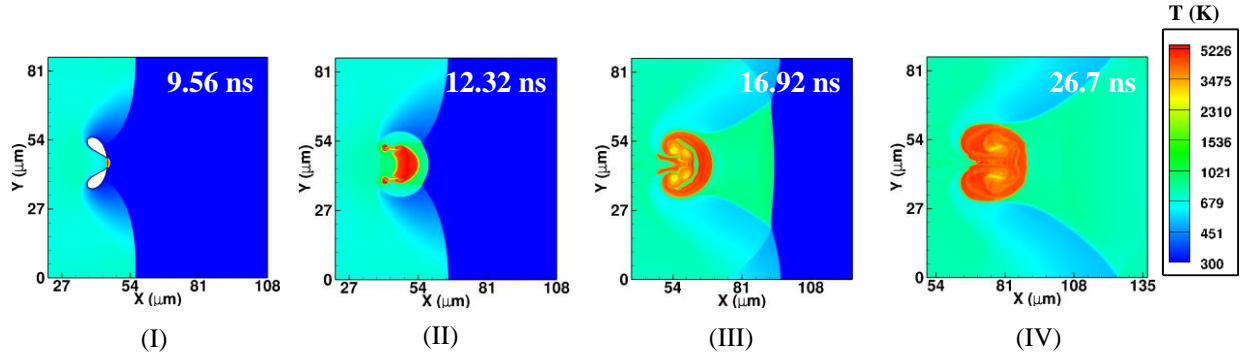 T (K)
9.56 ns
12.32 ns
16.92 ns
26.7 ns
81
54
27
0
Y (μm)
27 54 81 108
X (μm)
81
54
27
0
Y (μm)
27 54 81 108
X (μm)
81
54
27
0
Y (μm)
54 81 108
X (μm)
81
54
27
0
Y (μm)
54 81 108 135
X (μm)
5226
3475
2310
1536
1021
679
451
300
(I)
(II)
(III)
(IV)